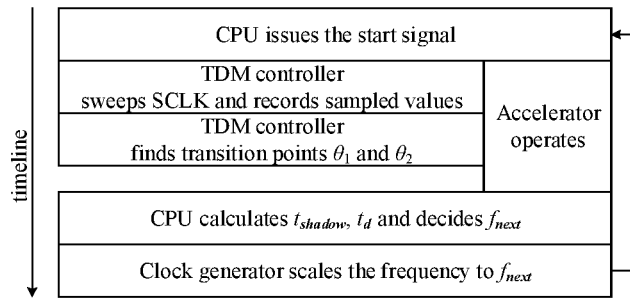 CPU issues the start signal
TDM controller
sweeps SCLK and records sampled values
TDM controller
finds transition points θ1 and θ2
Accelerator
operates
CPU calculates tshadow, td and decides fnext
Clock generator scales the frequency to fnext
timeline